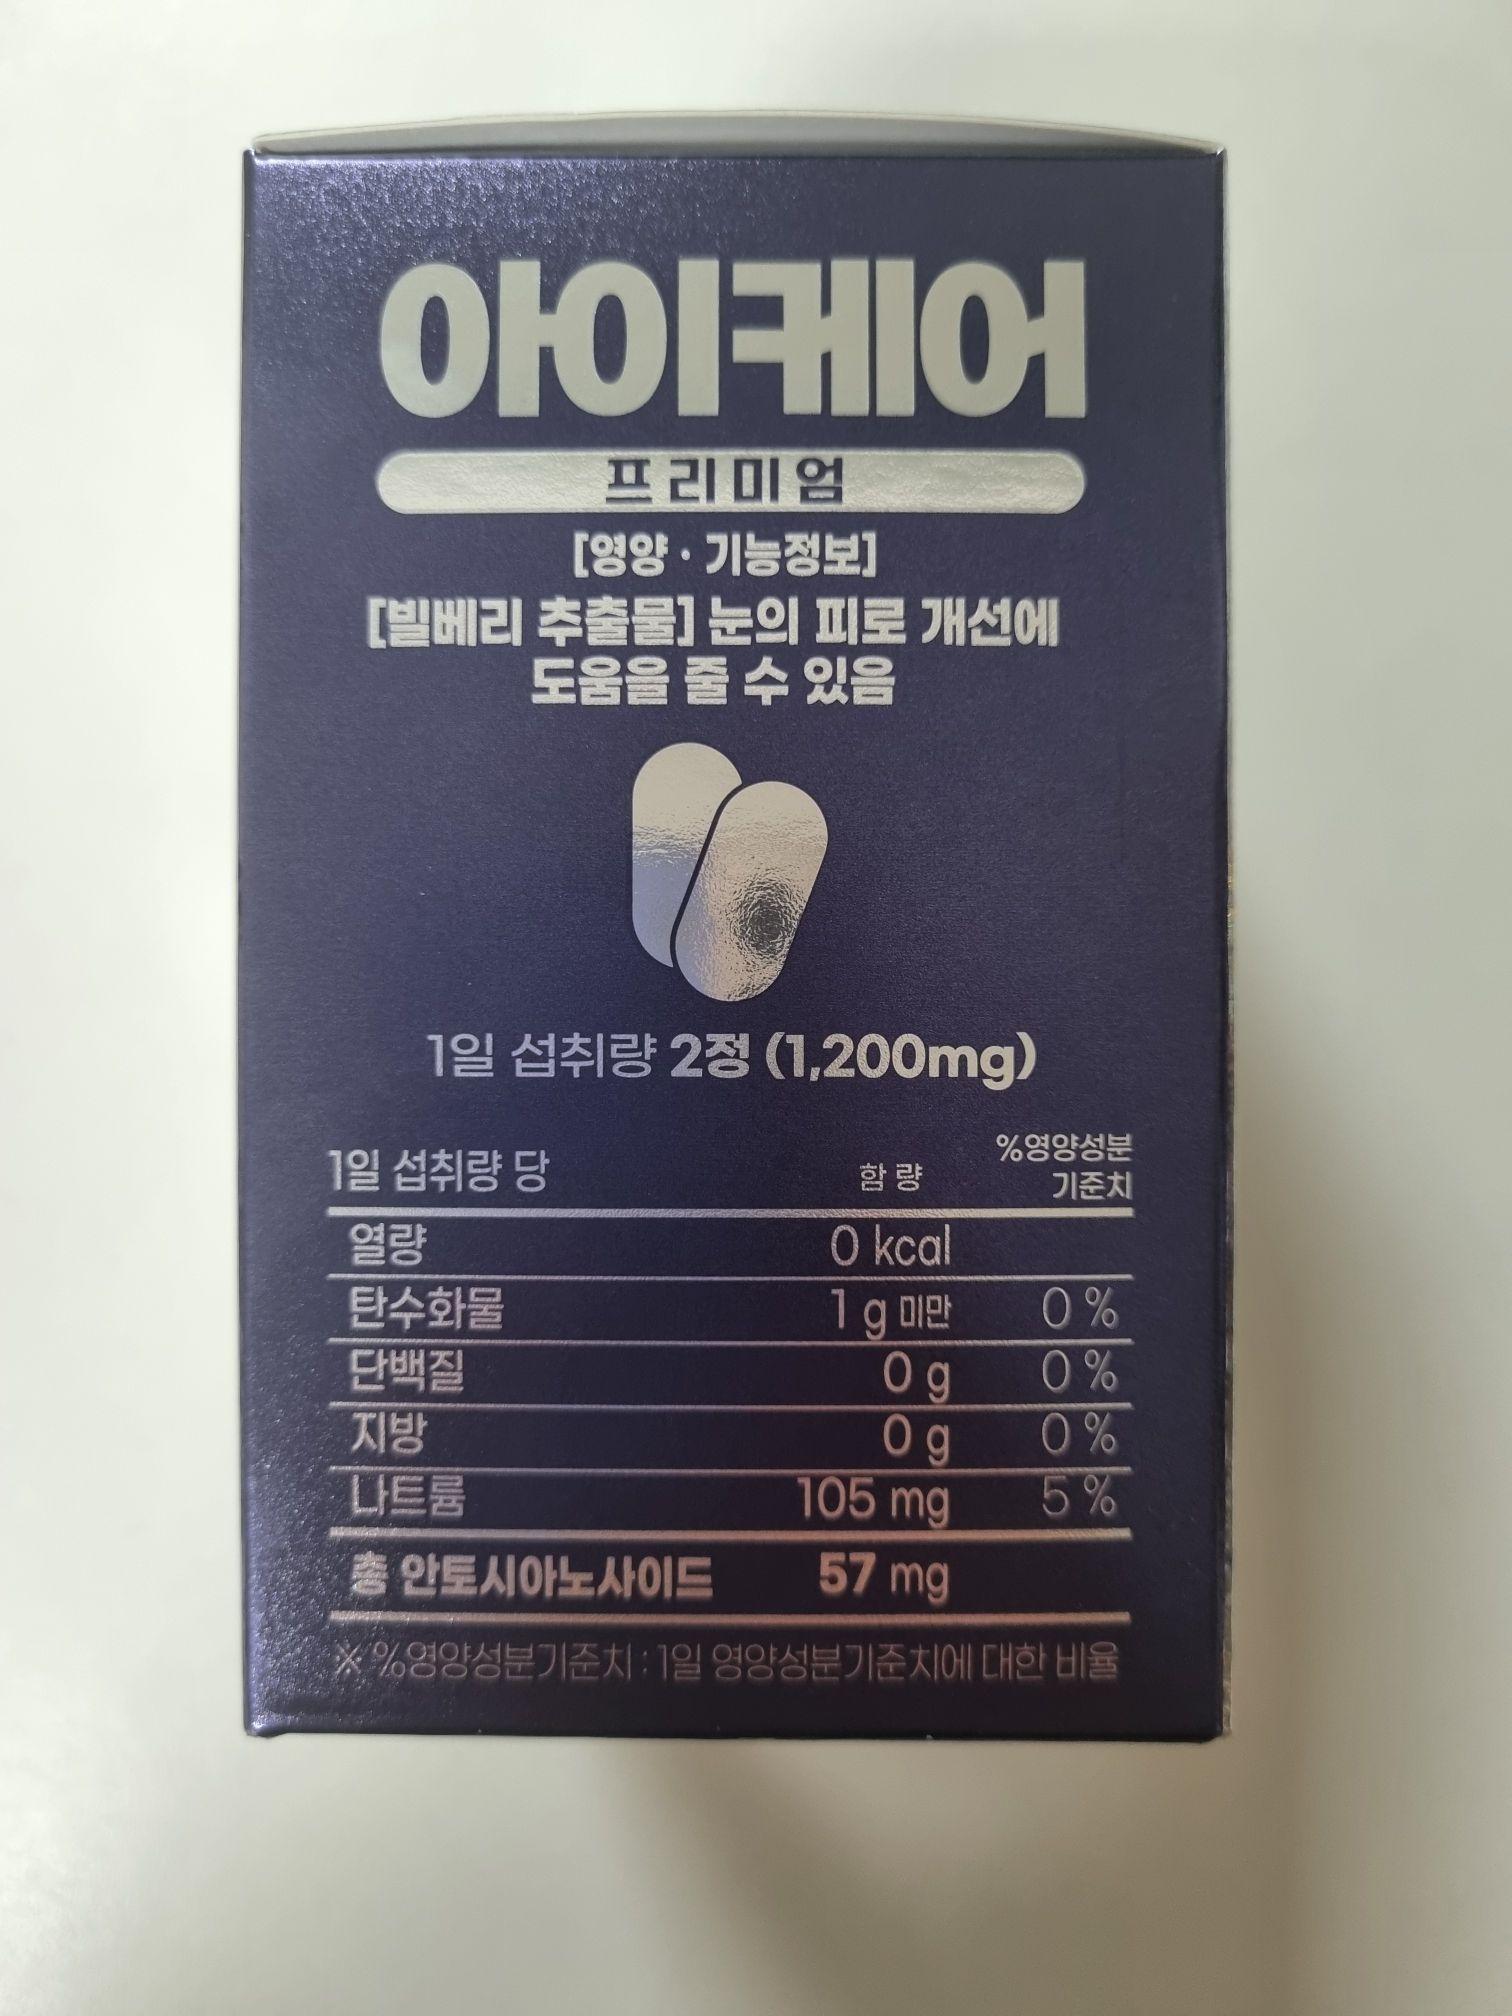 아이케어
프리미엄
[영양 · 기능정보]
[빌베리 추출물] 눈의 피로 개선에
도움을 줄 수 있음
1일 섭취량 2정 (1,200mg)
1일 섭취량 당 함 량 %영양성분 기준치
열량 0 kcal
탄수화물 1 g 미만 0 %
단백질 0 g 0 %
지방 0 g 0 %
나트륨 105 mg 5 %
총 안토시아노사이드 57 mg
※ %영양성분기준치 : 1일 영양성분기준치에 대한 비율